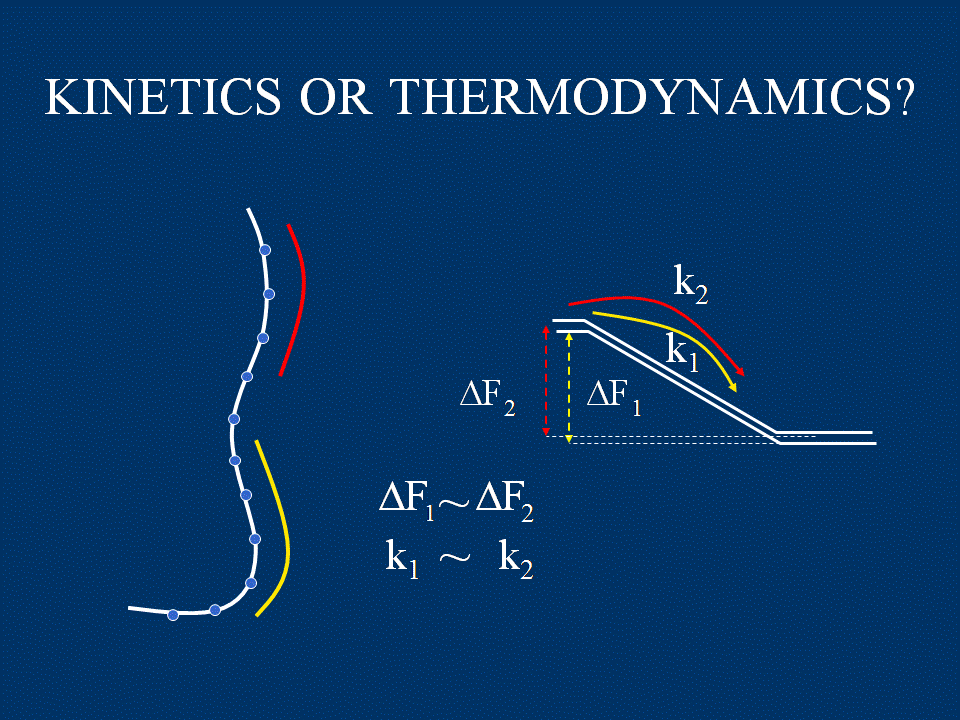 KINETICS OR THERMODYNAMICS?
k₂
k₁
ΔF₂ ΔF₁
ΔF₁ ~ ΔF₂
k₁ ~ k₂